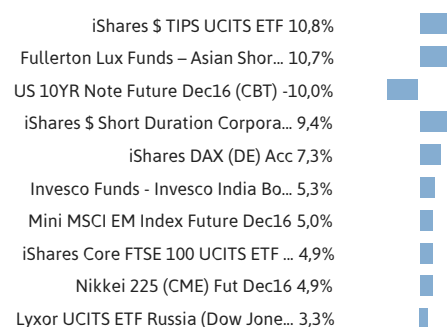 iShares $ TIPS UCITS ETF 10,8%
Fullerton Lux Funds – Asian Shor... 10,7%
US 10YR Note Future Dec16 (CBT) -10,0%
iShares $ Short Duration Corpora... 9,4%
iShares DAX (DE) Acc 7,3%
Invesco Funds - Invesco India Bo... 5,3%
Mini MSCI EM Index Future Dec16 5,0%
iShares Core FTSE 100 UCITS ETF ... 4,9%
Nikkei 225 (CME) Fut Dec16 4,9%
Lyxor UCITS ETF Russia (Dow Jone... 3,3%